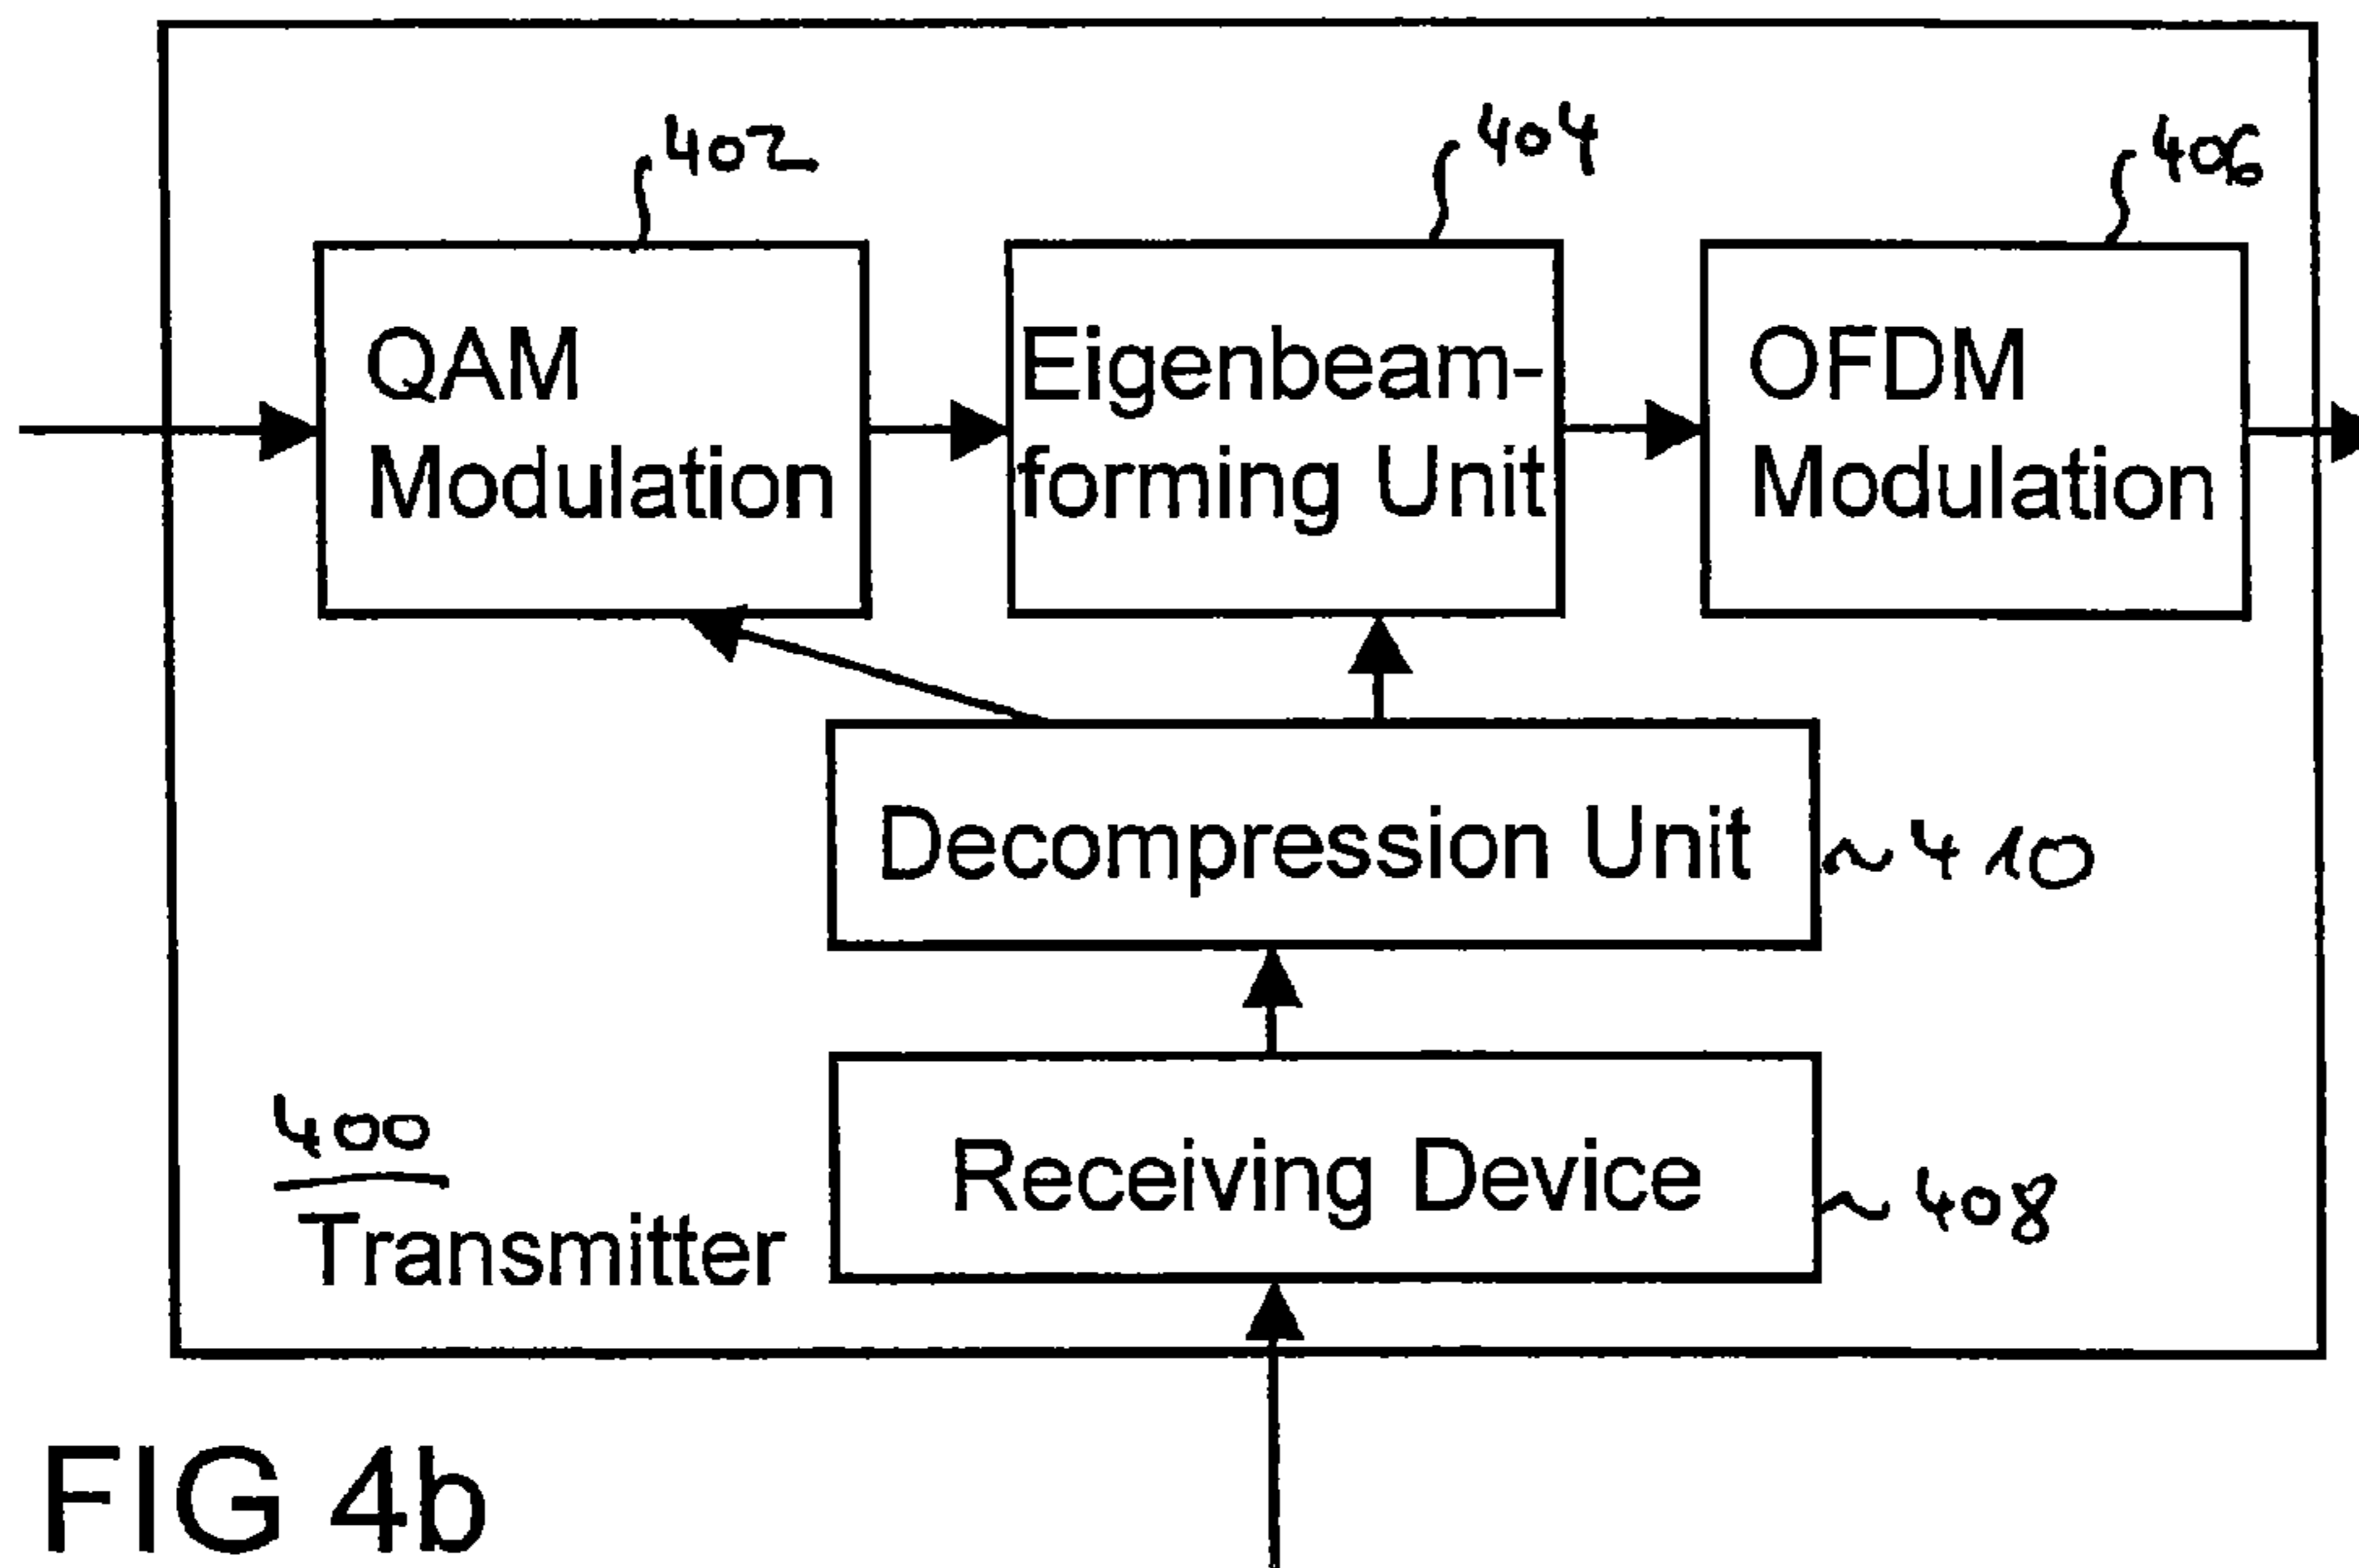 402
404
406
QAM
Modulation
Eigenbeam-
forming Unit
OFDM
Modulation
Decompression Unit
410
Receiving Device
408
400
Transmitter
FIG 4b